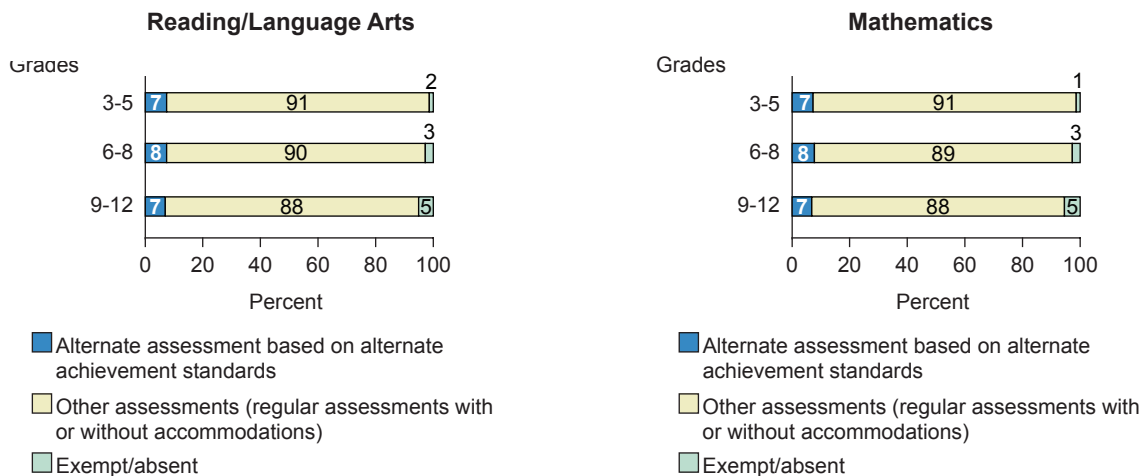 Reading/Language Arts
Grades
2
3-5 7 91
3
6-8 8 90
9-12 7 88 5
0 20 40 60 80 100
Percent
Alternate assessment based on alternate
achievement standards
Other assessments (regular assessments with
or without accommodations)
Exempt/absent
Mathematics
Grades
1
3-5 7 91
3
6-8 8 89
9-12 7 88 5
0 20 40 60 80 100
Percent
Alternate assessment based on alternate
achievement standards
Other assessments (regular assessments with
or without accommodations)
Exempt/absent